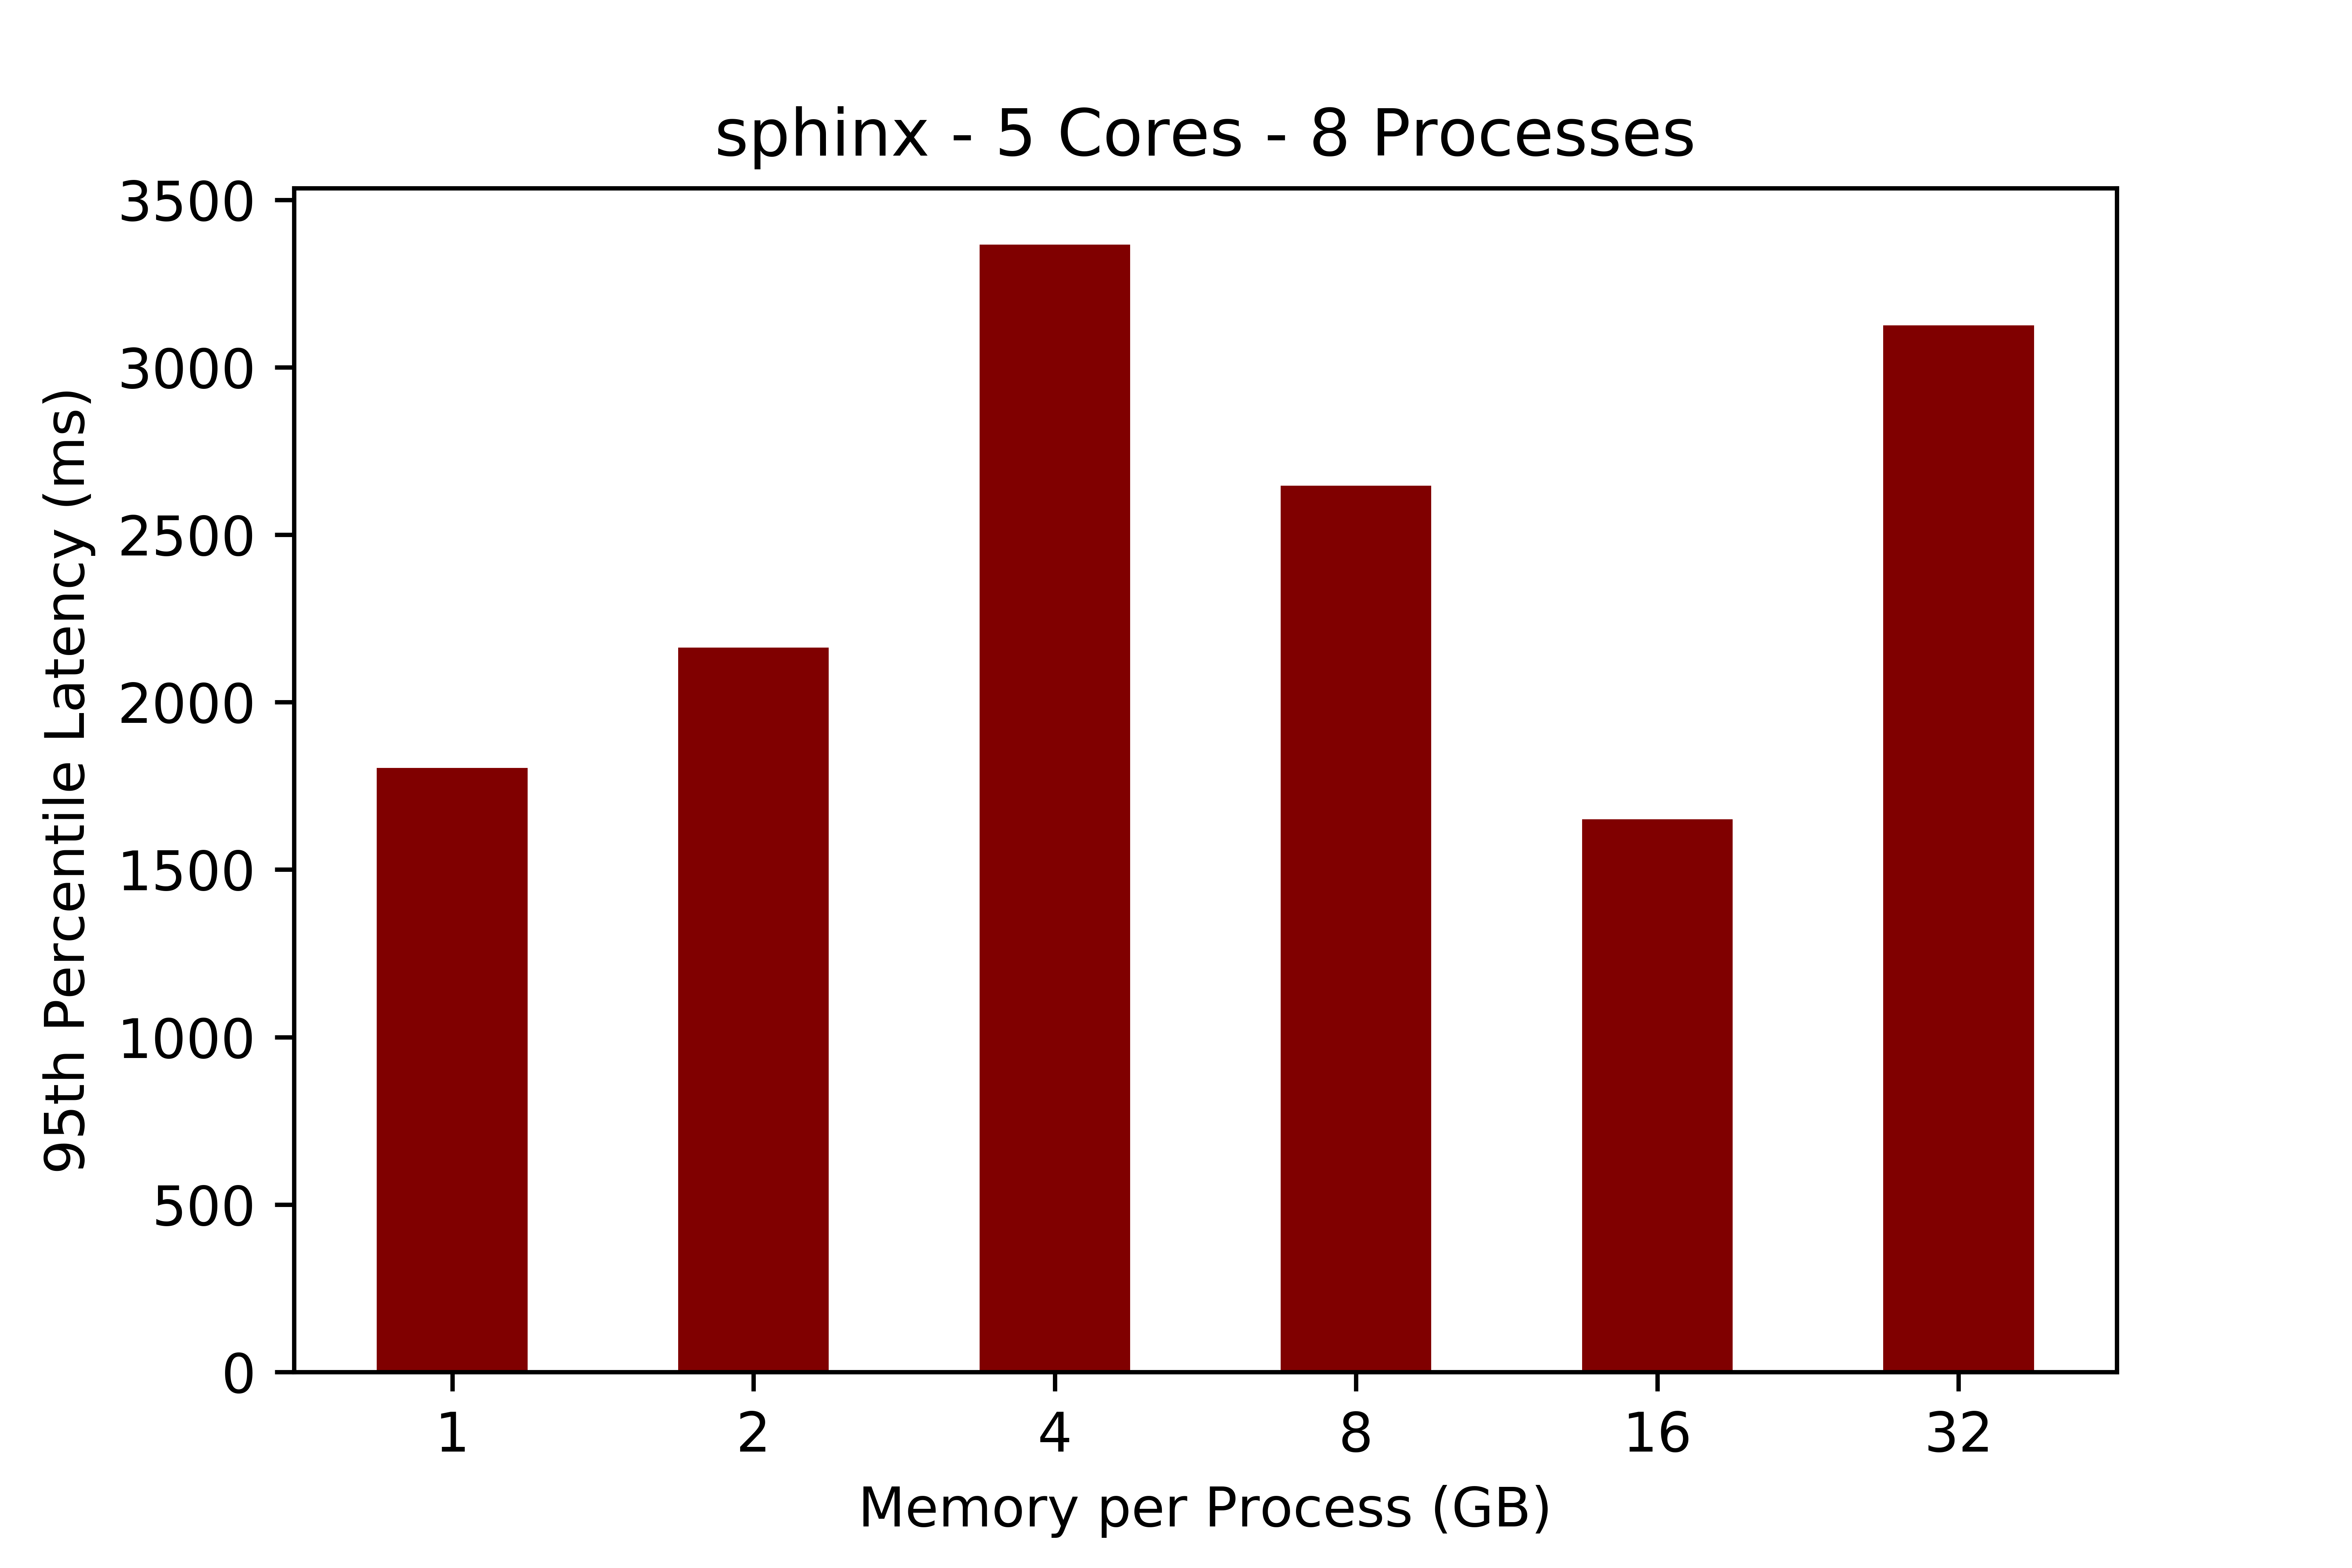 sphinx - 5 Cores - 8 Processes
95th Percentile Latency (ms)
3500
3000
2500
2000
1500
1000
500
0
1 2 4 8 16 32
Memory per Process (GB)